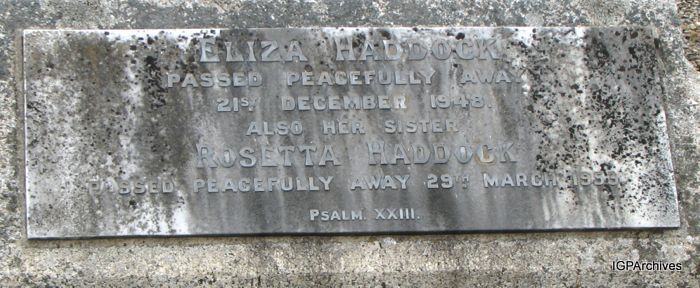 ELIZA HADDOCK
PASSED PEACEFULLY AWAY
21ST DECEMBER 1948.
ALSO HER SISTER
ROSETTA HADDOCK
PASSED PEACEFULLY AWAY 29TH MARCH
PSALM. XXIII.
IGPArchives